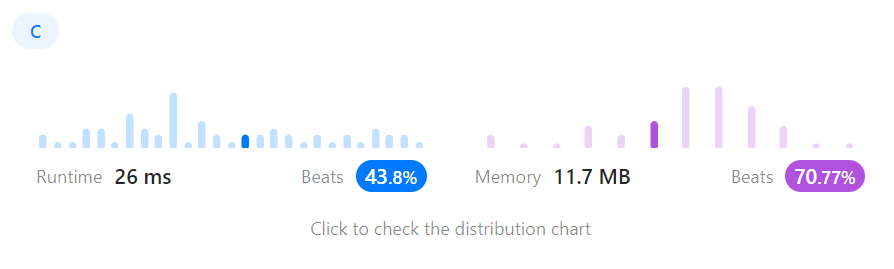 C
Runtime 26 ms Beats 43.8% Memory 11.7 MB Beats 70.77%
Click to check the distribution chart